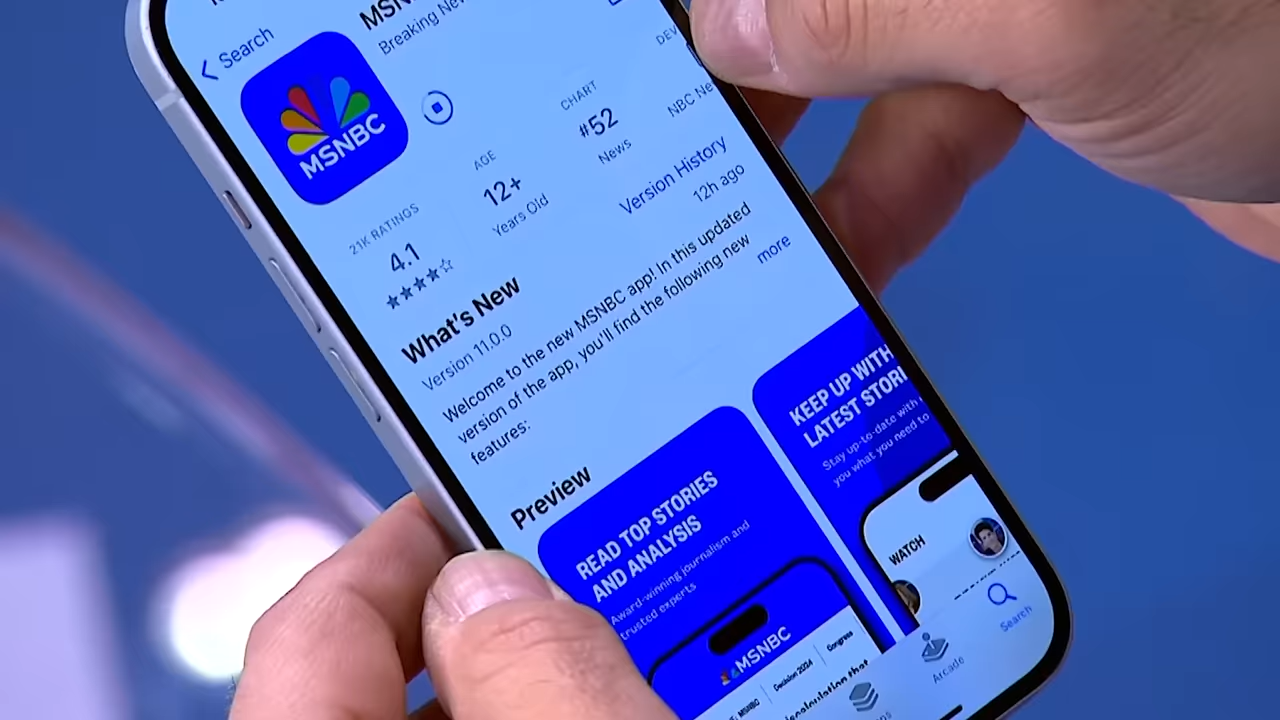 Search
Breaking
MSNBC
21K RATINGS
4.1
AGE
12+
Years Old
CHART
#52
News
What's New
Version History
Version 11.0.0
12h ago
Welcome to the new MSNBC app! In this updated
version of the app, you'll find the following new
features:
more
Preview
READ TOP STORIES
AND ANALYSIS
Award-winning journalism and
trusted experts
MSNBC
MSNBC
Decision 2024
Congress
KEEP UP WITH
LATEST
Stay up-to-date with
you what you need to
WATCH
Arcade
Search